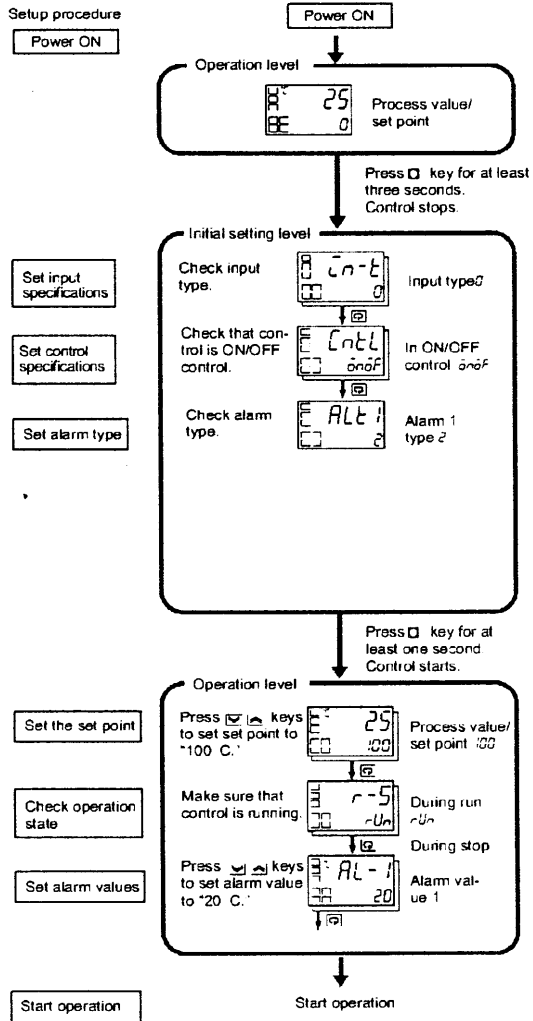 Setup procedure
Power ON
Power ON
Operation level
25
0
Process value/
set point
Press key for at least
three seconds.
Control stops.
Initial setting level
Set input
specifications
Check input
type.
in-t
0
Input type 0
Set control
specifications
Check that con-
trol is ON/OFF
control.
CntL
onoF
In ON/OFF
control onoF
Set alarm type
Check alarm
type.
ALt1
2
Alarm 1
type 2
Press key for at
least one second
Control starts.
Operation level
Set the set point
Press keys
to set set point to
"100 C."
25
100
Process value/
set point 100
Check operation
state
Make sure that
control is running.
r-S
rUn
During run
rUn
During stop
Set alarm values
Press keys
to set alarm value
to "20 C."
AL-1
20
Alarm val-
ue 1
Start operation
Start operation